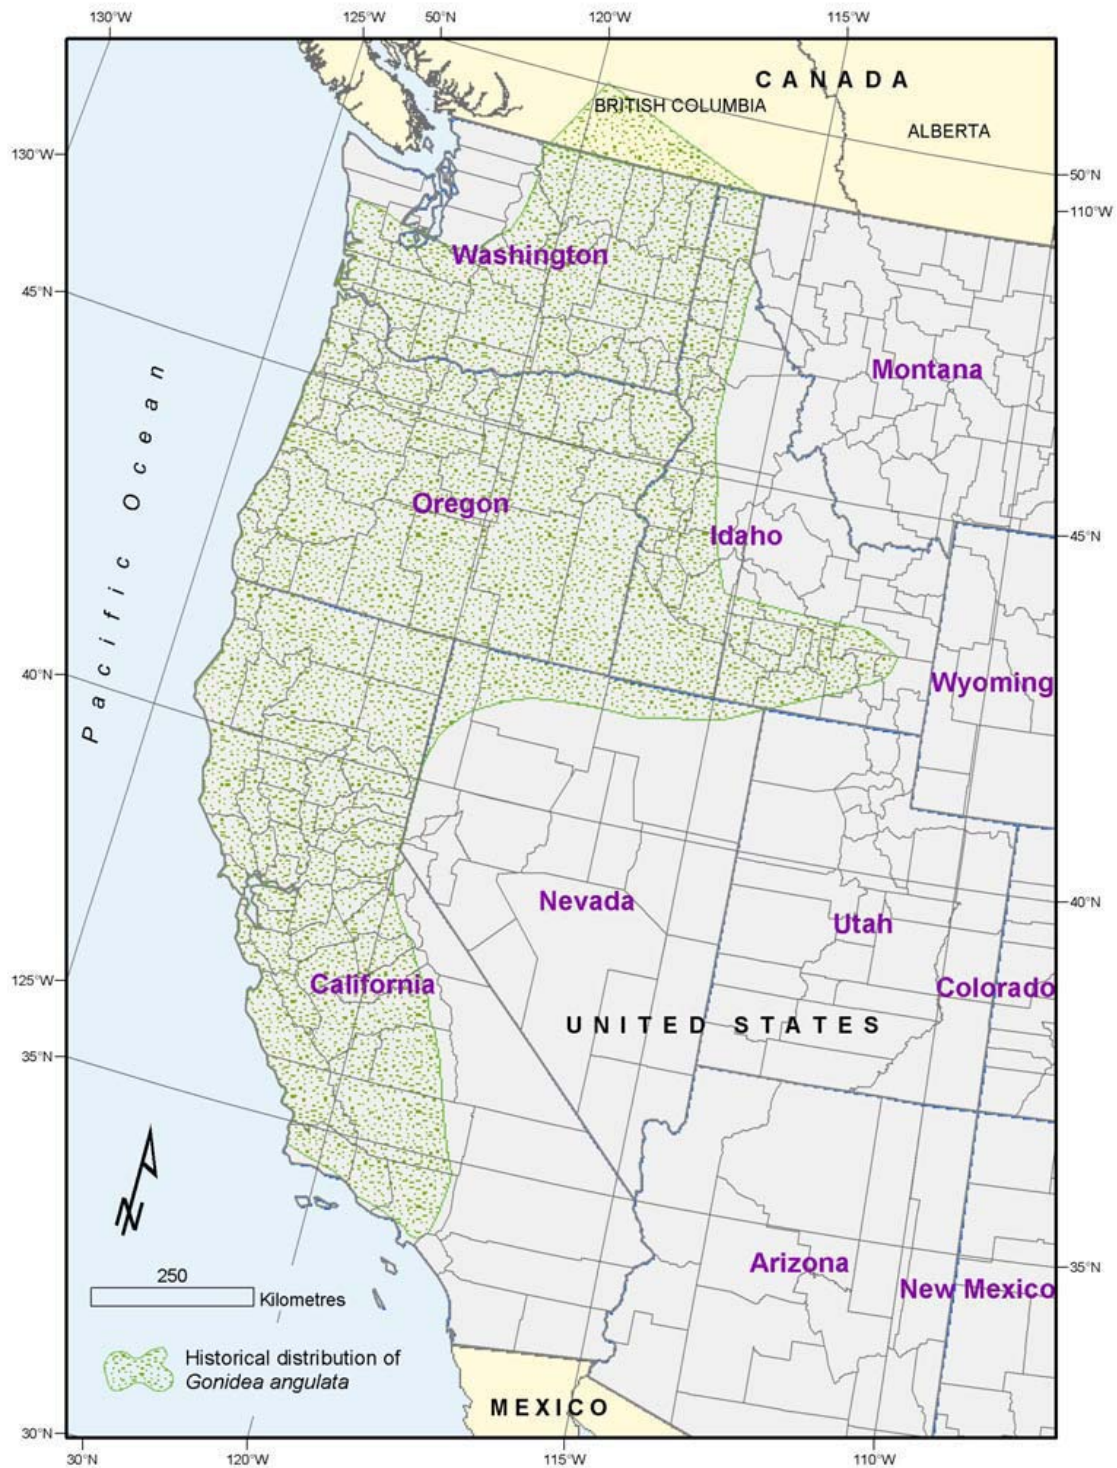 130°W 125°W 50°N 120°W 115°W
CANADA
BRITISH COLUMBIA
ALBERTA
130°W
50°N
110°W
Washington
45°N
Montana
Pacific Ocean
Oregon
Idaho
45°N
40°N
Wyoming
Nevada
40°N
Utah
125°W
California
Colorado
UNITED STATES
35°N
N
Arizona
35°N
250
New Mexico
Kilometres
Historical distribution of
Gonidea angulata
MEXICO
30°N
30°N 120°W 115°W 110°W